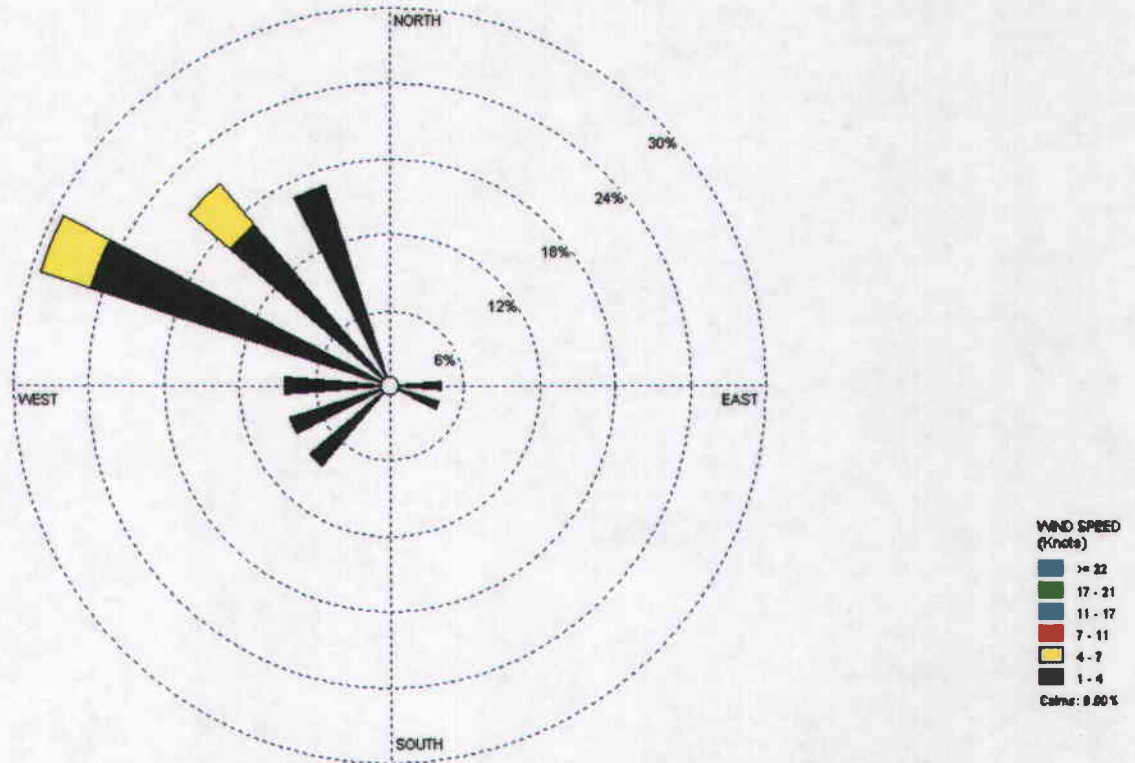 NORTH
30%
24%
18%
12%
6%
WEST
EAST
SOUTH
WIND SPEED
(Knots)
>= 22
17 - 21
11 - 17
7 - 11
4 - 7
1 - 4
Calms: